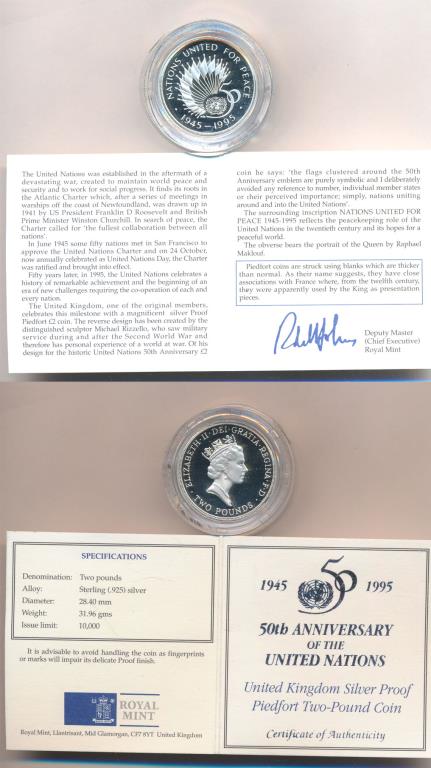 NATIONS UNITED FOR PEACE
50
1945-1995
The United Nations was established in the aftermath of a
devastating war, created to maintain world peace and
security and to work for social progress. It finds its roots in
the Atlantic Charter which, after a series of meetings in
warships off the coast of Newfoundland, was drawn up in
1941 by US President Franklin D Roosevelt and British
Prime Minister Winston Churchill. In search of peace, the
Charter called for 'the fullest collaboration between all
nations'.
In June 1945 some fifty nations met in San Francisco to
approve the United Nations Charter and on 24 October,
now annually celebrated as United Nations Day, the Charter
was ratified and brought into effect.
Fifty years later, in 1995, the United Nations celebrates a
history of remarkable achievement and the beginning of an
era of new challenges requiring the co-operation of each and
every nation.
The United Kingdom, one of the original members,
celebrates this milestone with a magnificent silver Proof
Piedfort £2 coin. The reverse design has been created by the
distinguished sculptor Michael Rizzello, who saw military
service during and after the Second World War and
therefore has personal experience of a world at war. Of his
design for the historic United Nations 50th Anniversary £2
coin he says: 'the flags clustered around the 50th
Anniversary emblem are purely symbolic and I deliberately
avoided any reference to number, individual member states
or their perceived importance; simply, nations uniting
around and into the United Nations'.
The surrounding inscription NATIONS UNITED FOR
PEACE 1945-1995 reflects the peacekeeping role of the
United Nations in the twentieth century and its hopes for a
peaceful world.
The obverse bears the portrait of the Queen by Raphael
Maklouf.
Piedfort coins are struck using blanks which are thicker
than normal. As their name suggests, they have close
associations with France where, from the twelfth century,
they were apparently used by the King as presentation
pieces.
Deputy Master
(Chief Executive)
Royal Mint
ELIZABETH·II·DEI·GRATIA·REGINA·F·D
TWO POUNDS
SPECIFICATIONS
Denomination: Two pounds
Alloy: Sterling (.925) silver
Diameter: 28.40 mm
Weight: 31.96 gms
Issue limit: 10,000
It is advisable to avoid handling the coin as fingerprints
or marks will impair its delicate Proof finish.
ROYAL
MINT
Royal Mint, Llantrisant, Mid Glamorgan, CF7 8YT United Kingdom
1945 50 1995
50th ANNIVERSARY
OF THE
UNITED NATIONS
United Kingdom Silver Proof
Piedfort Two-Pound Coin
Certificate of Authenticity